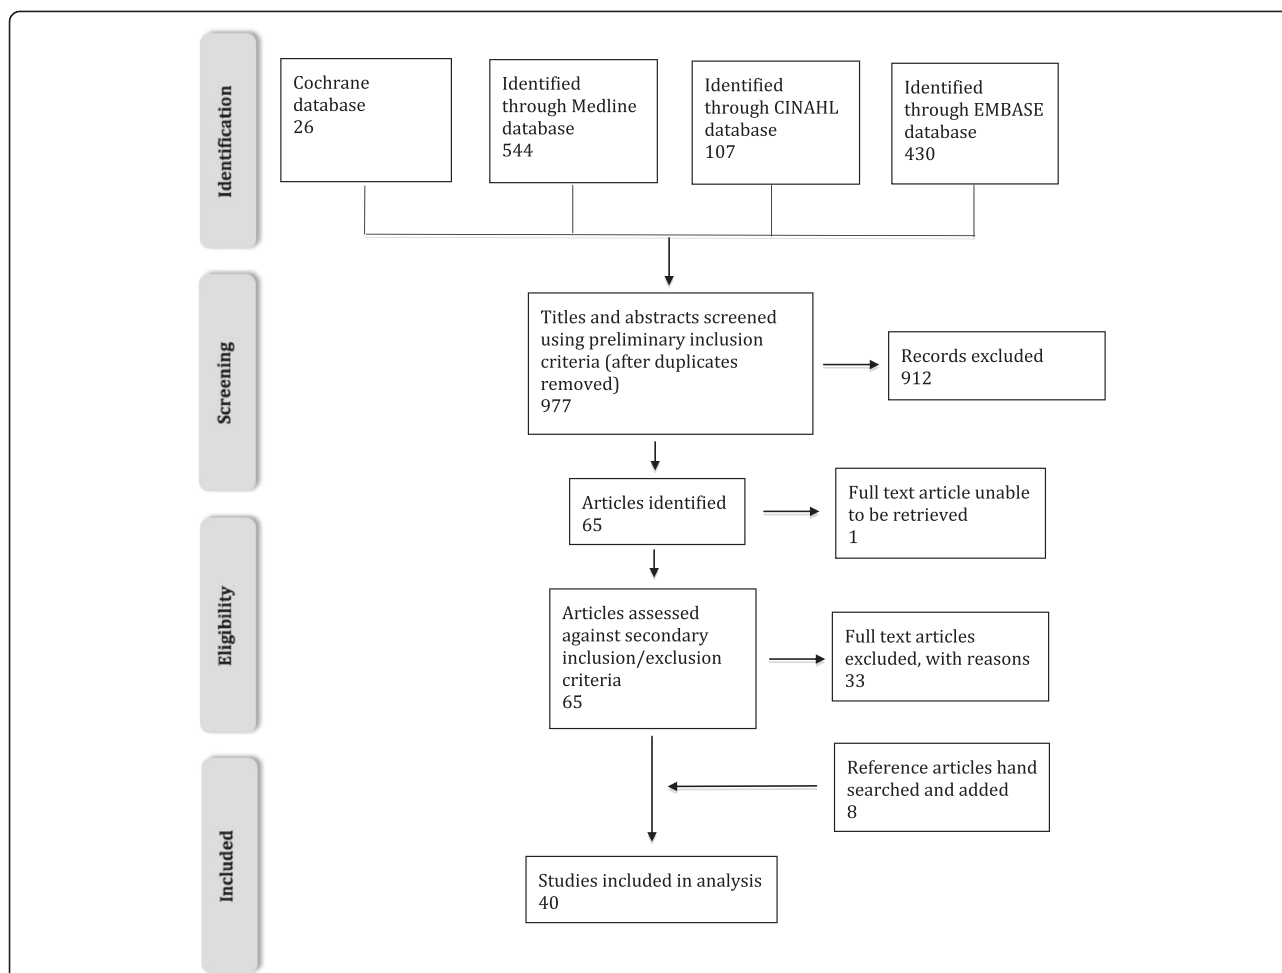 Identification
Cochrane
database
26
Identified
through Medline
database
544
Identified
through CINAHL
database
107
Identified
through EMBASE
database
430
Screening
Titles and abstracts screened
using preliminary inclusion
criteria (after duplicates
removed)
977
Records excluded
912
Articles identified
65
Full text article unable
to be retrieved
1
Eligibility
Articles assessed
against secondary
inclusion/exclusion
criteria
65
Full text articles
excluded, with reasons
33
Reference articles hand
searched and added
8
Included
Studies included in analysis
40